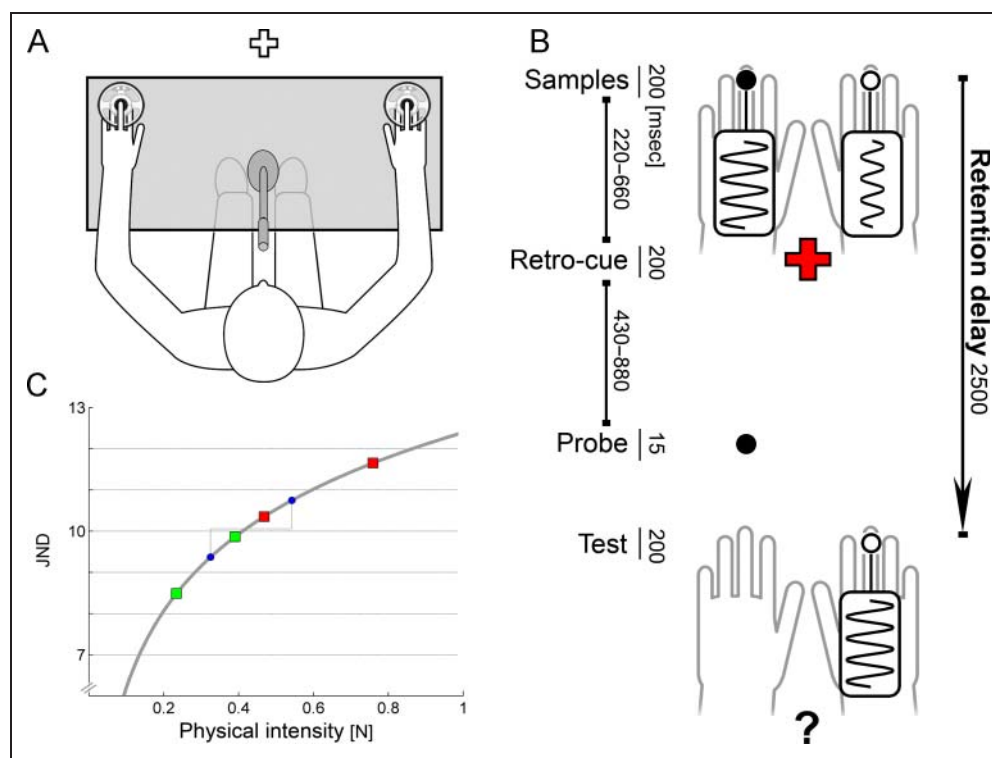 A
B
Samples
200 [msec]
220–660
Retro-cue
200
430–880
Probe
15
Test
200
Retention delay 2500
?
C
13
10
7
JND
0.2 0.4 0.6 0.8 1
Physical intensity [N]